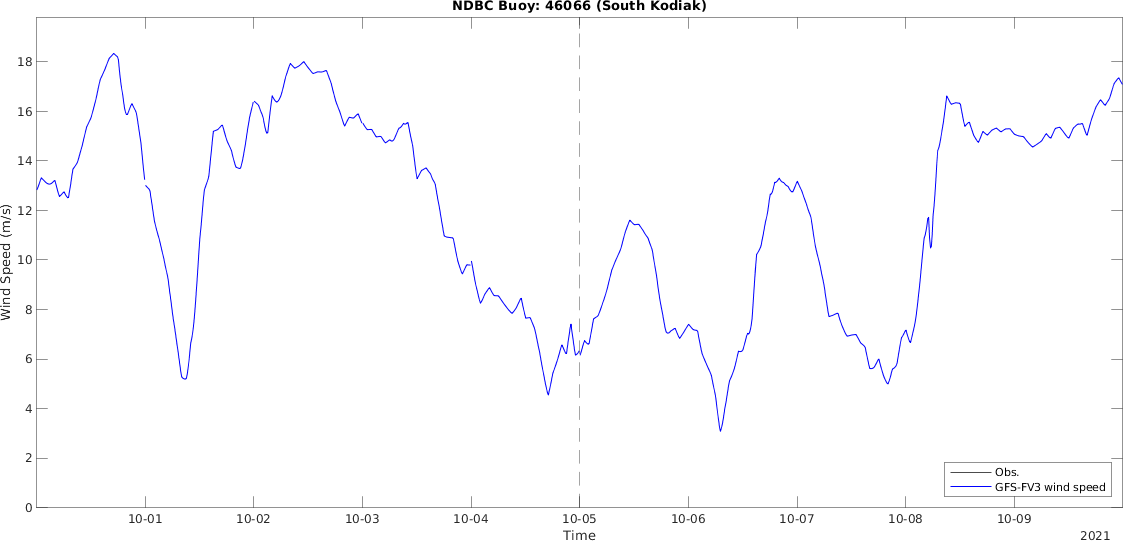 NDBC Buoy: 46066 (South Kodiak)
Wind Speed (m/s)
18
16
14
12
10
8
6
4
2
0
10-01 10-02 10-03 10-04 10-05 10-06 10-07 10-08 10-09
Time
2021
Obs.
GFS-FV3 wind speed